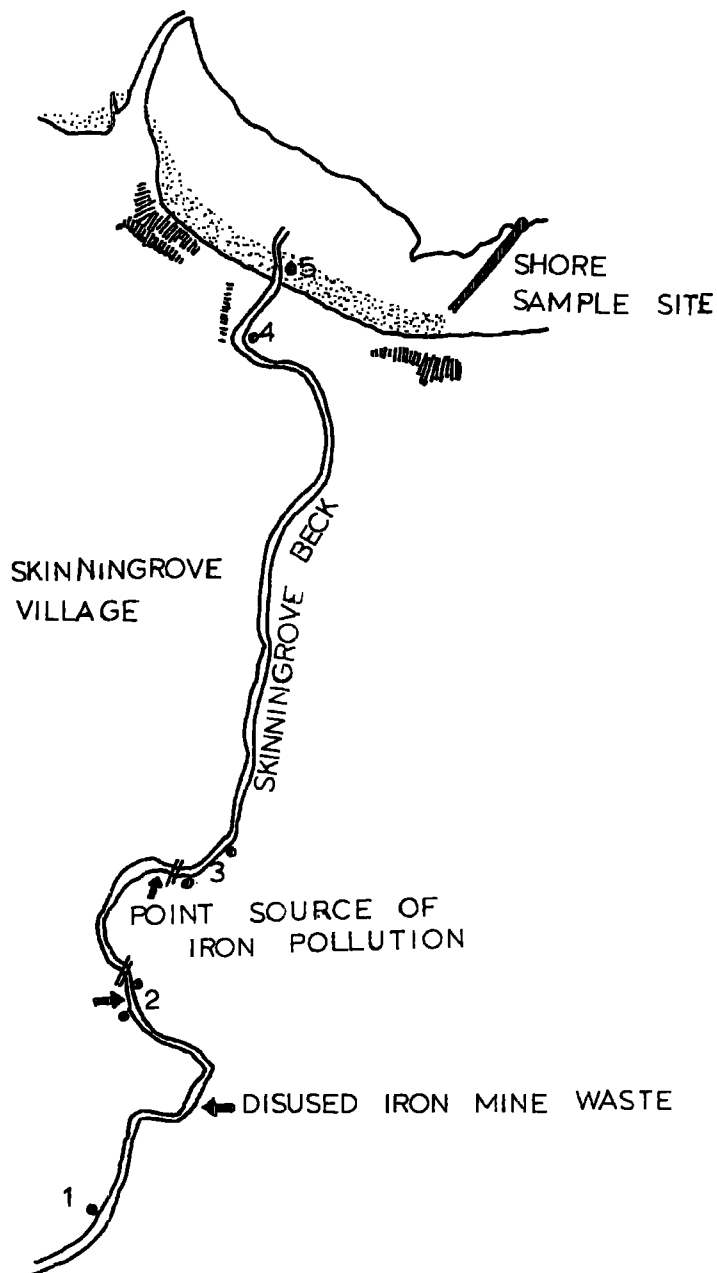 5
SHORE
SAMPLE SITE
4
SKINNINGROVE BECK
SKINNINGROVE
VILLAGE
3
POINT SOURCE OF
IRON POLLUTION
2
DISUSED IRON MINE WASTE
1